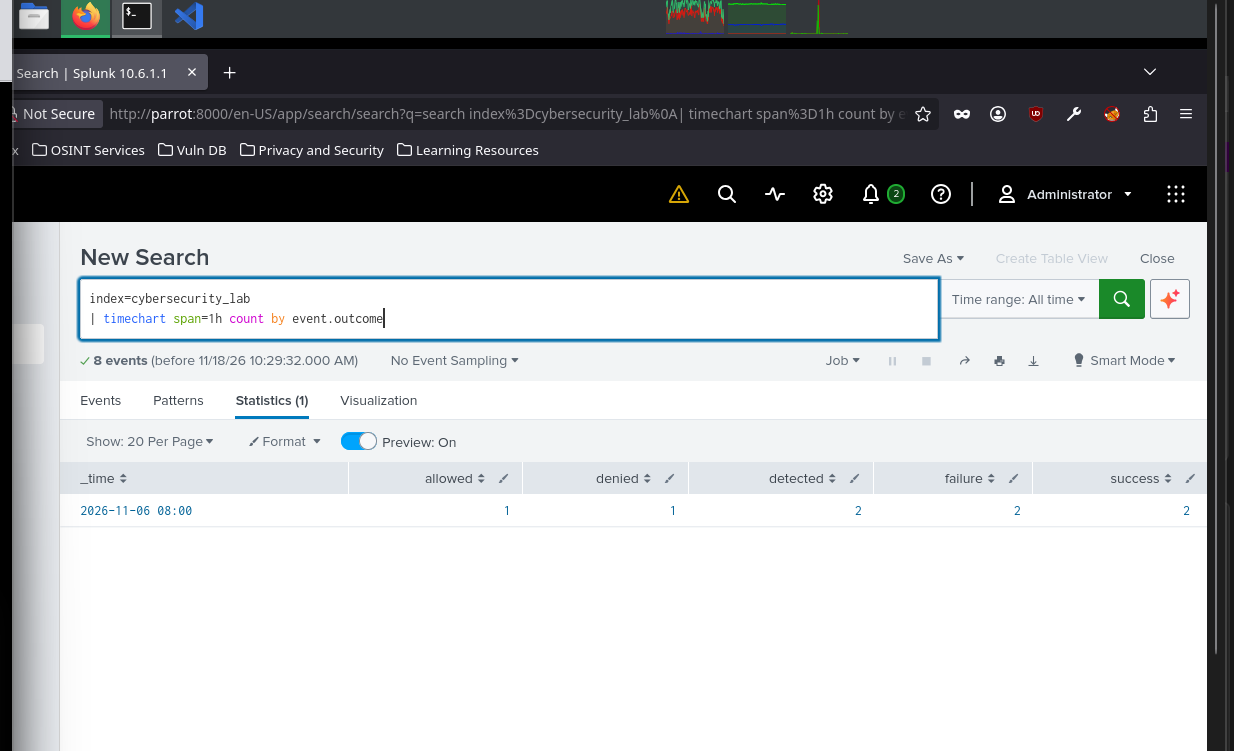 $_
Search | Splunk 10.6.1.1
Not Secure http://parrot:8000/en-US/app/search/search?q=search index%3Dcybersecurity_lab%0A| timechart span%3D1h count by e
x OSINT Services Vuln DB Privacy and Security Learning Resources
2 Administrator
New Search
Save As Create Table View Close
index=cybersecurity_lab
| timechart span=1h count by event.outcome
Time range: All time
8 events (before 11/18/26 10:29:32.000 AM) No Event Sampling Job Smart Mode
Events Patterns Statistics (1) Visualization
Show: 20 Per Page Format Preview: On
_time allowed denied detected failure success
2026-11-06 08:00 1 1 2 2 2